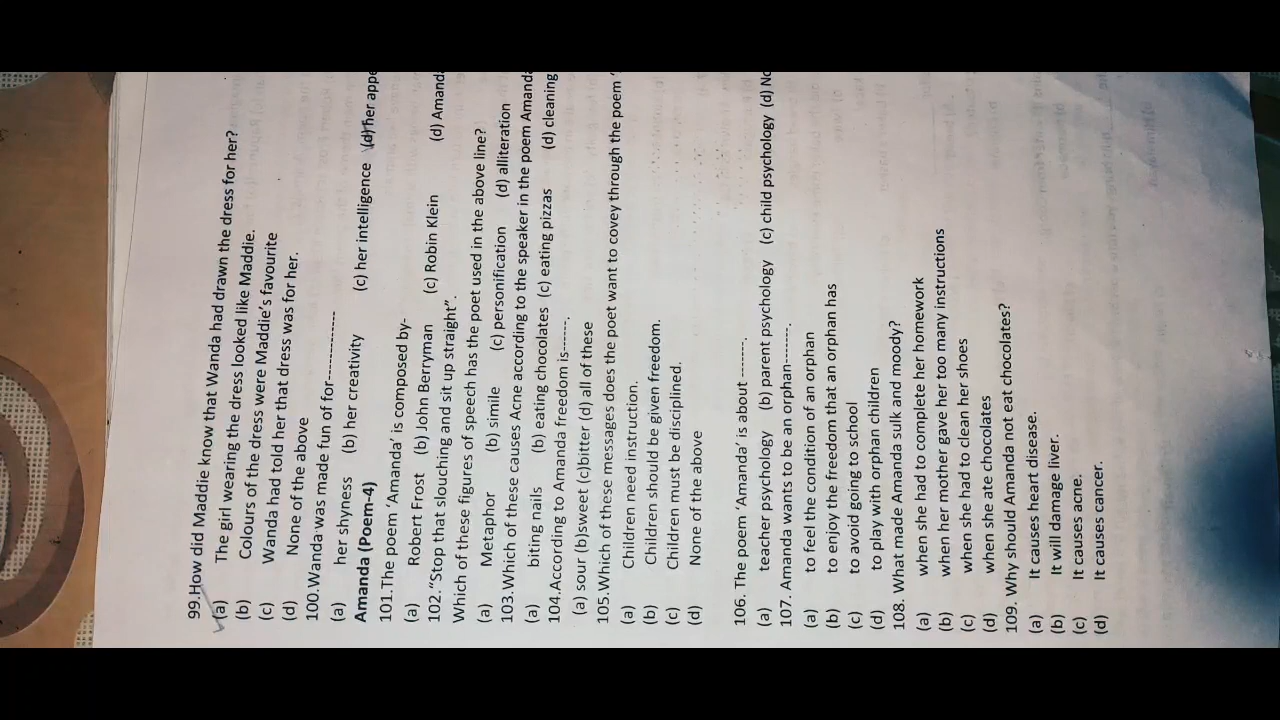 99.How did Maddie know that Wanda had drawn the dress for her?
(a) The girl wearing the dress looked like Maddie.
(b) Colours of the dress were Maddie's favourite
(c) Wanda had told her that dress was for her.
(d) None of the above
100.Wanda was made fun of for--------------
(a) her shyness (b) her creativity (c) her intelligence (d) her appe
Amanda (Poem-4)
101.The poem 'Amanda' is composed by-
(a) Robert Frost (b) John Berryman (c) Robin Klein (d) Amand
102."Stop that slouching and sit up straight".
Which of these figures of speech has the poet used in the above line?
(a) Metaphor (b) simile (c) personification (d) alliteration
103.Which of these causes Acne according to the speaker in the poem Amanda
(a) biting nails (b) eating chocolates (c) eating pizzas (d) cleaning
104.According to Amanda freedom is-------.
(a) sour (b)sweet (c)bitter (d) all of these
105.Which of these messages does the poet want to covey through the poem '
(a) Children need instruction.
(b) Children should be given freedom.
(c) Children must be disciplined.
(d) None of the above
106. The poem 'Amanda' is about -------.
(a) teacher psychology (b) parent psychology (c) child psychology (d) No
107. Amanda wants to be an orphan-------.
(a) to feel the condition of an orphan
(b) to enjoy the freedom that an orphan has
(c) to avoid going to school
(d) to play with orphan children
108. What made Amanda sulk and moody?
(a) when she had to complete her homework
(b) when her mother gave her too many instructions
(c) when she had to clean her shoes
(d) when she ate chocolates
109. Why should Amanda not eat chocolates?
(a) It causes heart disease.
(b) It will damage liver.
(c) It causes acne.
(d) It causes cancer.